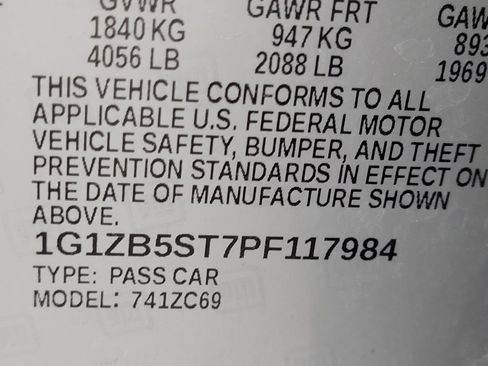 GVWR GAWR FRT GAW
1840 KG 947 KG 893
4056 LB 2088 LB 1969
THIS VEHICLE CONFORMS TO ALL
APPLICABLE U.S. FEDERAL MOTOR
VEHICLE SAFETY, BUMPER, AND THEFT
PREVENTION STANDARDS IN EFFECT ON
THE DATE OF MANUFACTURE SHOWN
ABOVE.
1G1ZB5ST7PF117984
TYPE: PASS CAR
MODEL: 741ZC69